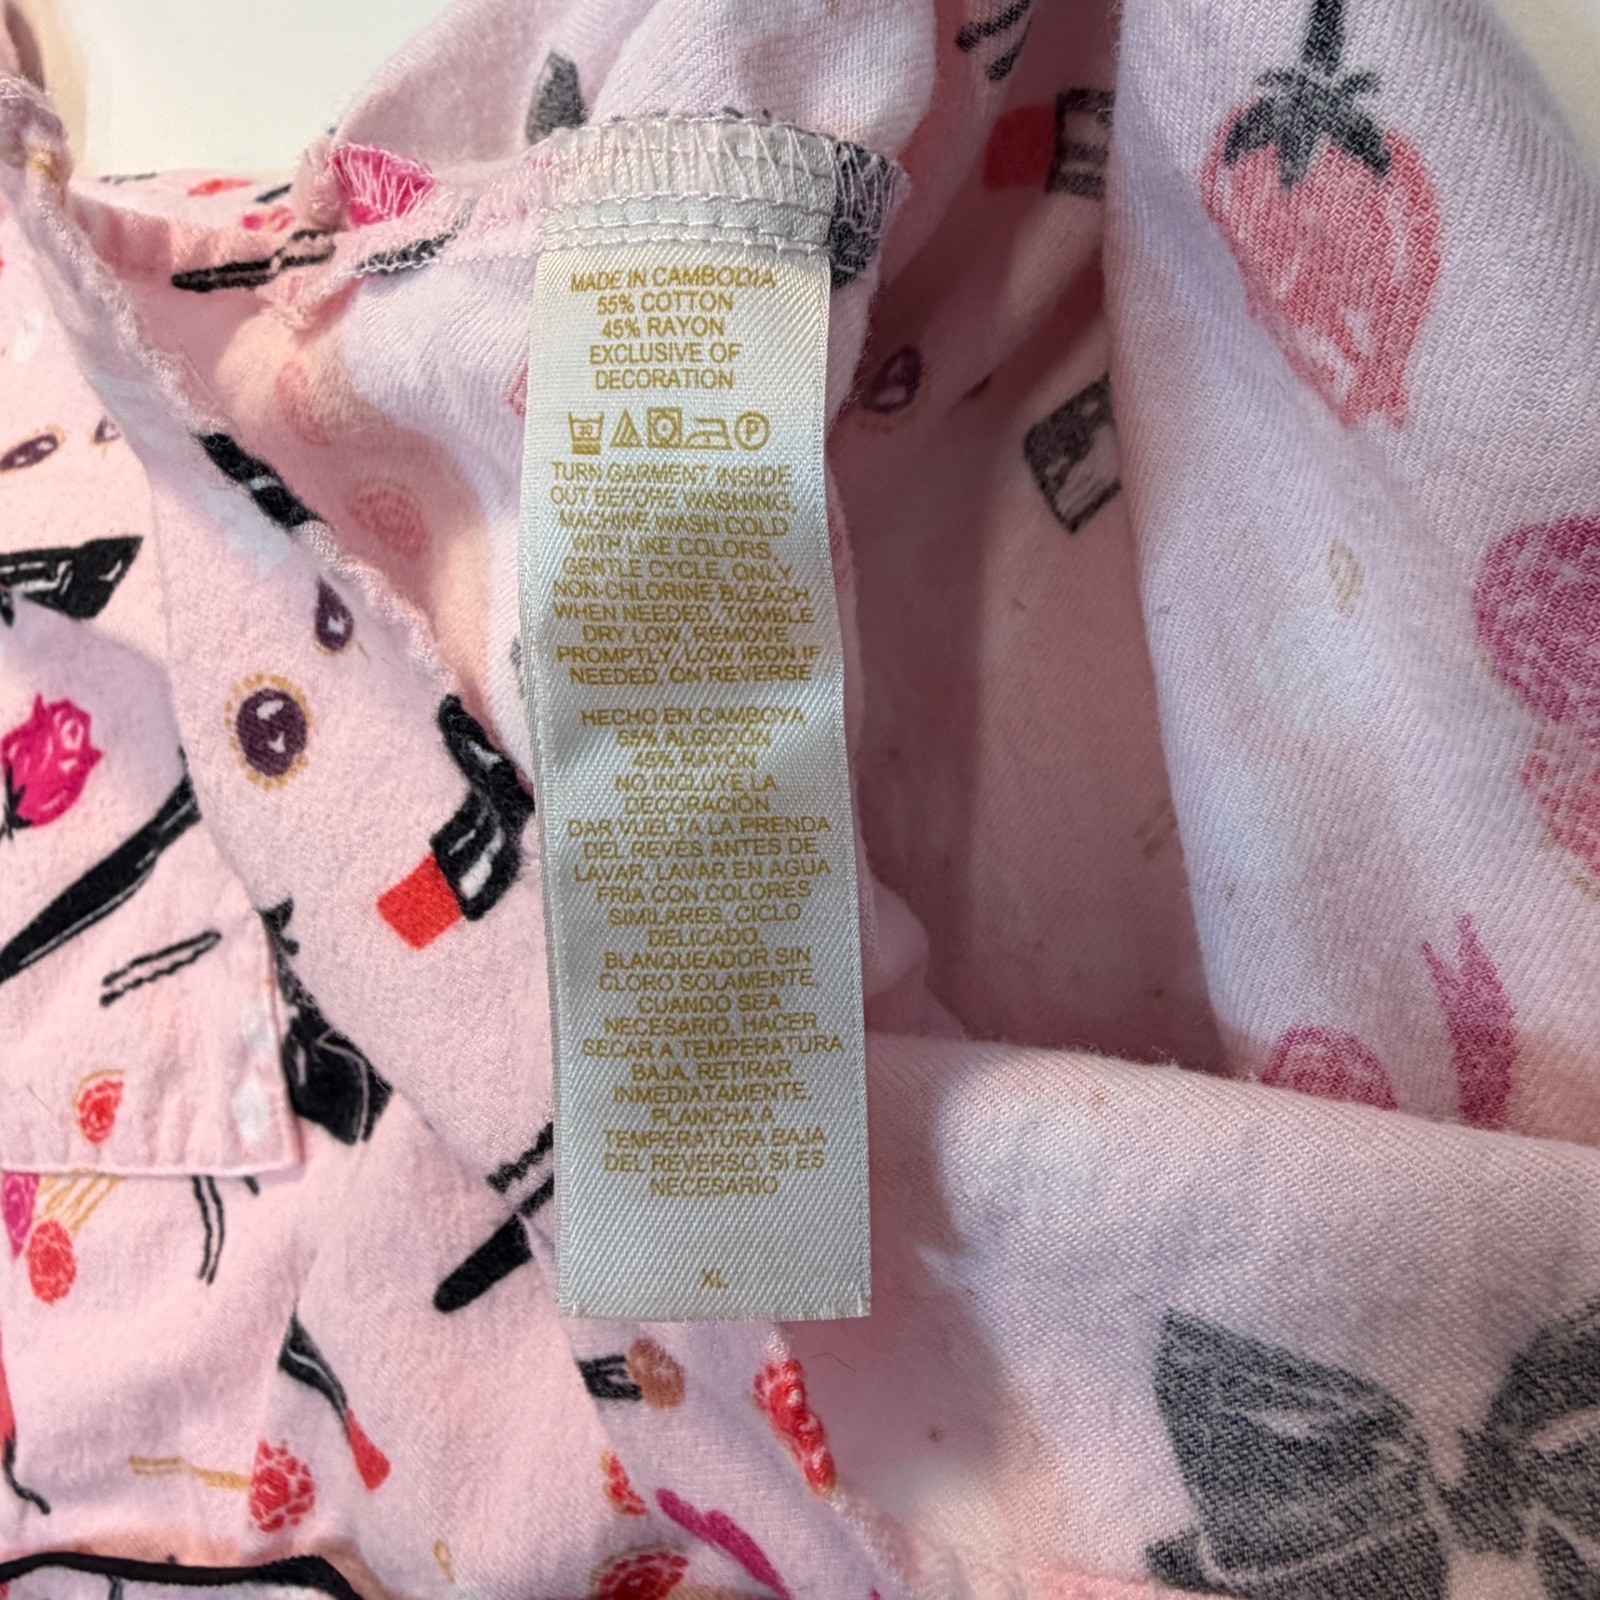 MADE IN CAMBODIA
55% COTTON
45% RAYON
EXCLUSIVE OF
DECORATION
30 P
TURN GARMENT INSIDE
OUT BEFORE WASHING,
MACHINE WASH COLD
WITH LIKE COLORS,
GENTLE CYCLE, ONLY
NON-CHLORINE BLEACH
WHEN NEEDED, TUMBLE
DRY LOW, REMOVE
PROMPTLY, LOW IRON IF
NEEDED, ON REVERSE
HECHO EN CAMBOYA
55% ALGODÓN
45% RAYON
NO INCLUYE LA
DECORACIÓN
DAR VUELTA LA PRENDA
DEL REVÉS ANTES DE
LAVAR, LAVAR EN AGUA
FRIA CON COLORES
SIMILARES, CICLO
DELICADO,
BLANQUEADOR SIN
CLORO SOLAMENTE,
CUANDO SEA
NECESARIO, HACER
SECAR A TEMPERATURA
BAJA, RETIRAR
INMEDIATAMENTE,
PLANCHA A
TEMPERATURA BAJA
DEL REVERSO, SI ES
NECESARIO
XL